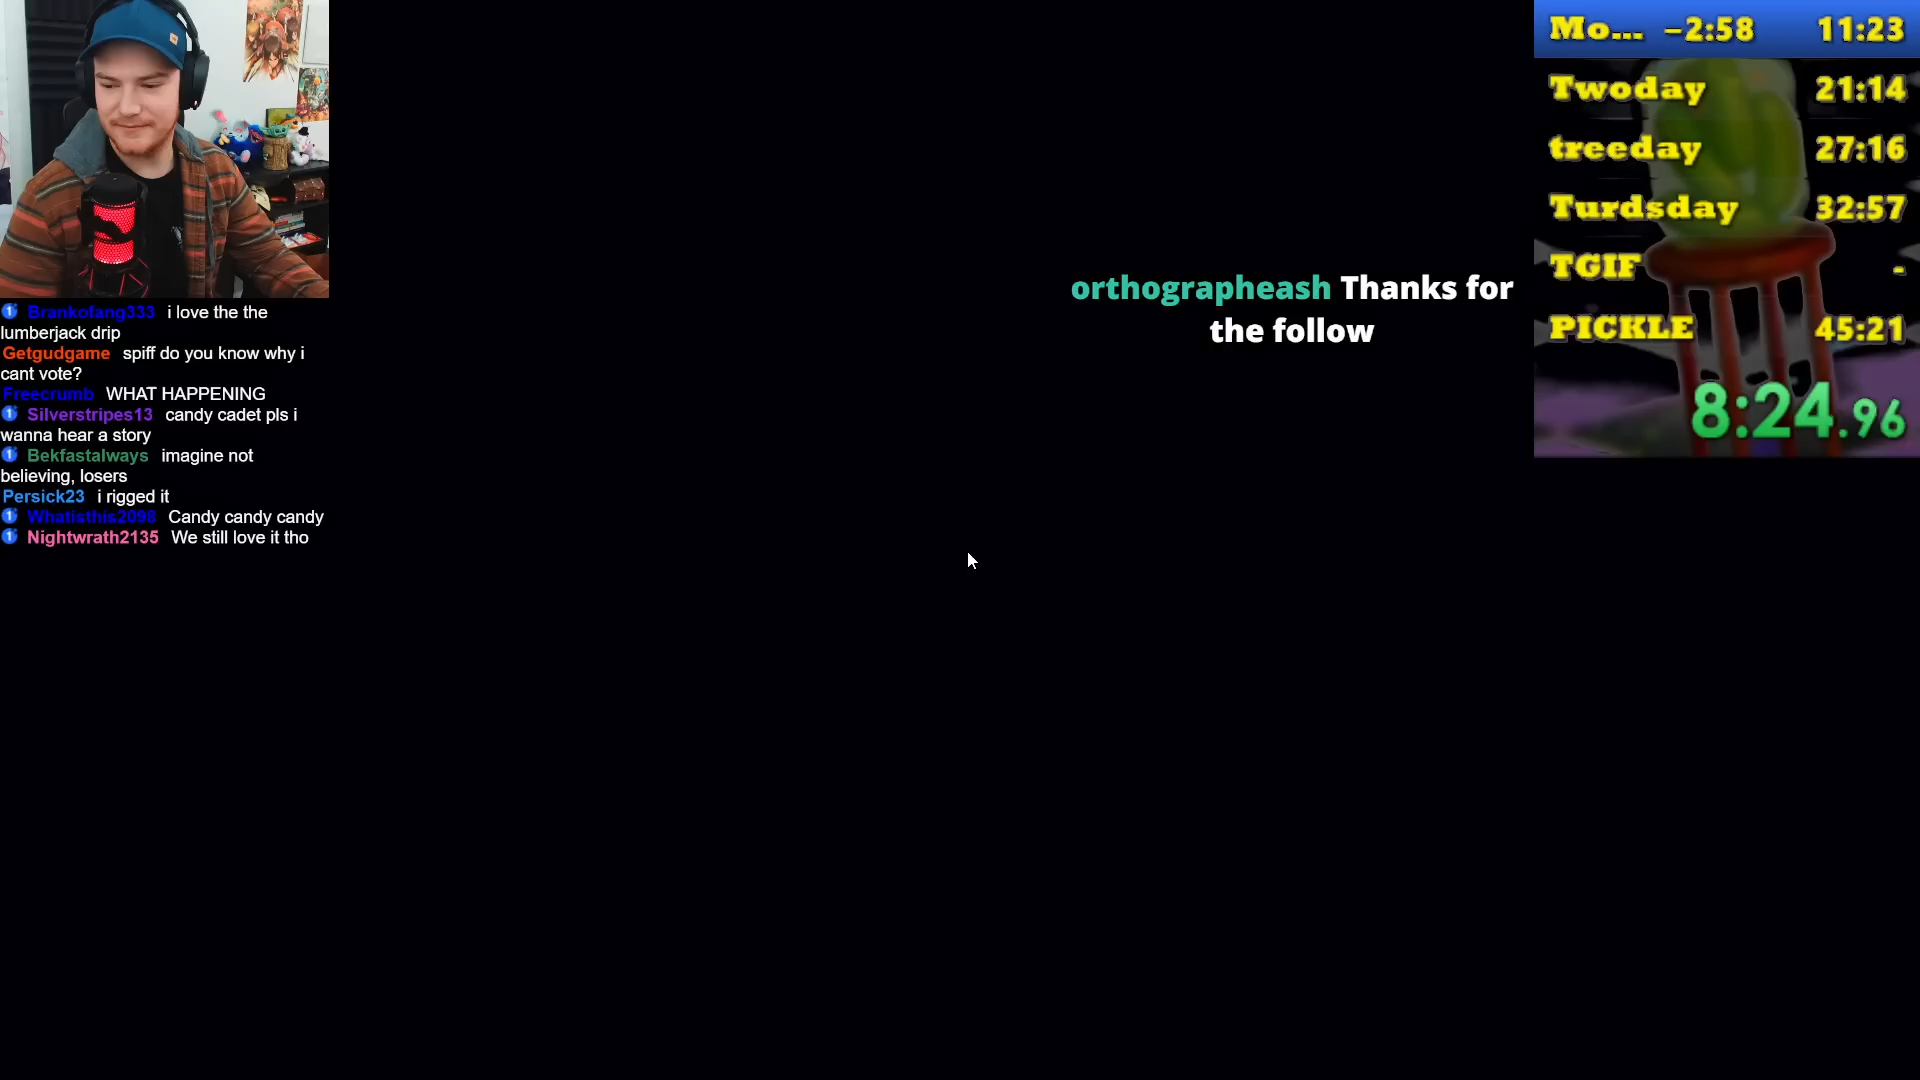 Brankofang333 i love the the
lumberjack drip
Getgudgame spiff do you know why i
cant vote?
Freecrumb WHAT HAPPENING
Silverstripes13 candy cadet pls i
wanna hear a story
Bekfastalways imagine not
believing, losers
Persick23 i rigged it
Whatisthis2098 Candy candy candy
Nightwrath2135 We still love it tho
orthographeash Thanks for
the follow
Mo... −2:58 11:23
Twoday 21:14
treeday 27:16
Turdsday 32:57
TGIF -
PICKLE 45:21
8:24.96